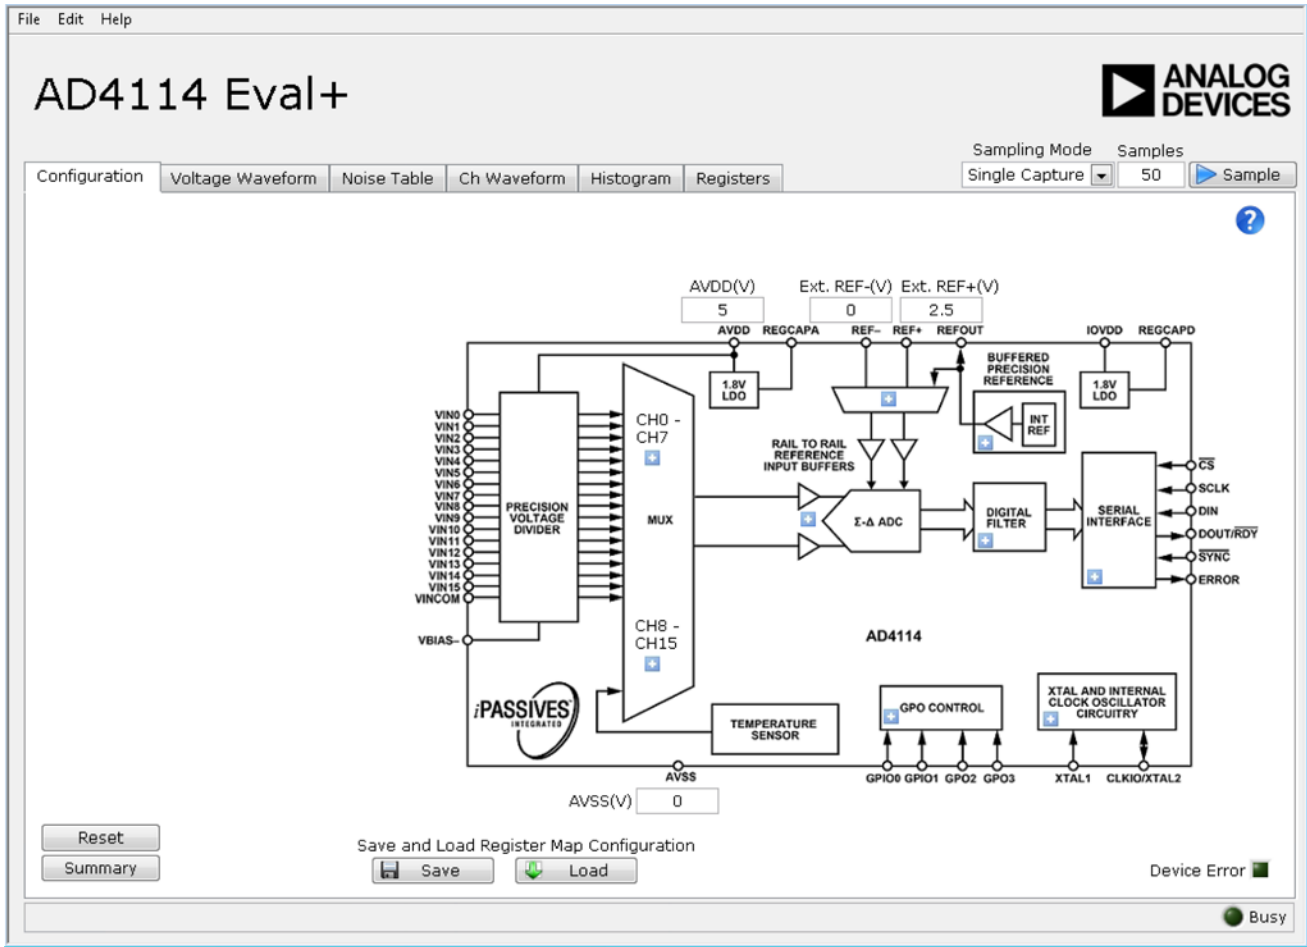 File Edit Help
AD4114 Eval+
ANALOG
DEVICES
Sampling Mode Samples
Configuration Voltage Waveform Noise Table Ch Waveform Histogram Registers
Single Capture 50 Sample
?
AVDD(V) Ext. REF-(V) Ext. REF+(V)
5 0 2.5
AVDD REGCAPA REF– REF+ REFOUT IOVDD REGCAPD
BUFFERED
PRECISION
REFERENCE
1.8V
LDO
INT
REF
1.8V
LDO
VIN0
VIN1
VIN2
VIN3
VIN4
VIN5
VIN6
VIN7
VIN8
VIN9
VIN10
VIN11
VIN12
VIN13
VIN14
VIN15
VINCOM
VBIAS–
PRECISION
VOLTAGE
DIVIDER
CH0 -
CH7
MUX
CH8 -
CH15
RAIL TO RAIL
REFERENCE
INPUT BUFFERS
Σ-Δ ADC
DIGITAL
FILTER
SERIAL
INTERFACE
CS
SCLK
DIN
DOUT/RDY
SYNC
ERROR
AD4114
iPASSIVES
INTEGRATED
TEMPERATURE
SENSOR
GPO CONTROL
XTAL AND INTERNAL
CLOCK OSCILLATOR
CIRCUITRY
AVSS GPIO0 GPIO1 GPO2 GPO3 XTAL1 CLKIO/XTAL2
AVSS(V) 0
Reset
Summary
Save and Load Register Map Configuration
Save Load
Device Error
Busy